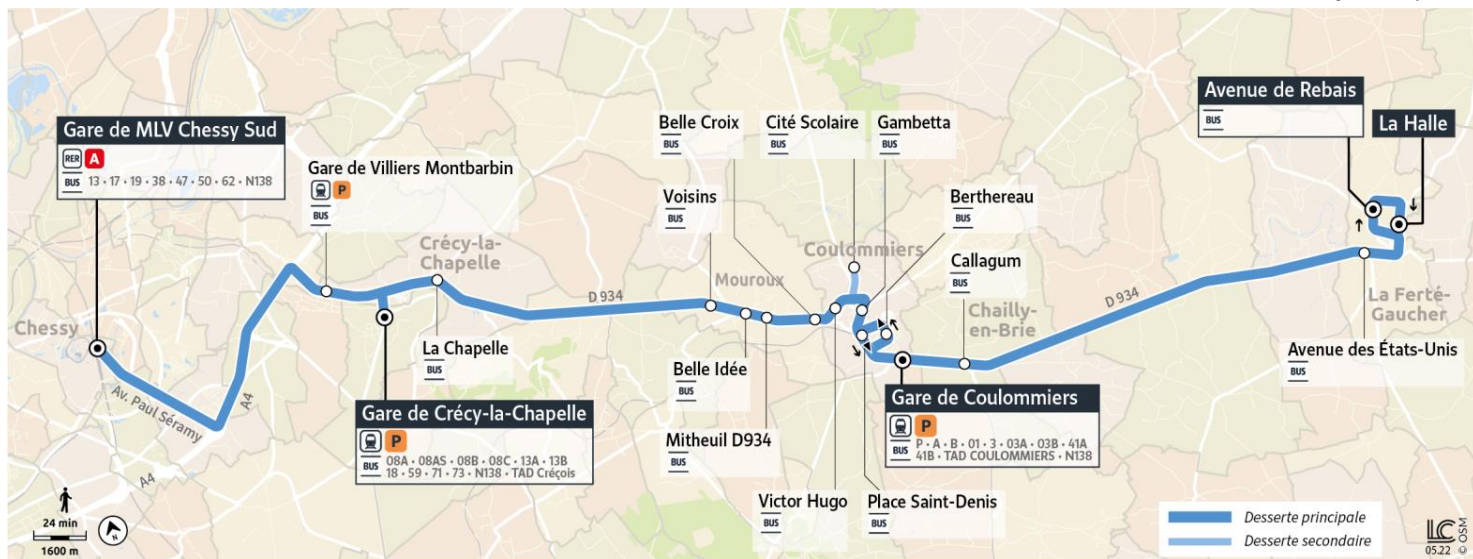 Gare de MLV Chessy Sud
RER A
BUS 13 • 17 • 19 • 38 • 47 • 50 • 62 • N138
Gare de Villiers Montbarbin
P
BUS
Crécy-la-
Chapelle
Chessy
Av. Paul Séramy
A4
A4
La Chapelle
BUS
Gare de Crécy-la-Chapelle
P
BUS 08A • 08AS • 08B • 08C • 13A • 13B
18 • 59 • 71 • 73 • N138 • TAD Créçois
D 934
Voisins
BUS
Belle Croix
BUS
Cité Scolaire
BUS
Gambetta
BUS
Mouroux
Coulommiers
Berthereau
BUS
Callagum
BUS
Chailly-
en-Brie
Belle Idée
BUS
Mitheuil D934
BUS
Victor Hugo
BUS
Place Saint-Denis
BUS
Gare de Coulommiers
P
BUS P • A • B • 01 • 3 • 03A • 03B • 41A
41B • TAD COULOMMIERS • N138
D 934
Avenue de Rebais
BUS
La Halle
La Ferté-
Gaucher
Avenue des États-Unis
BUS
24 min
1600 m
N
Desserte principale
Desserte secondaire
LC
05.22
© OSM